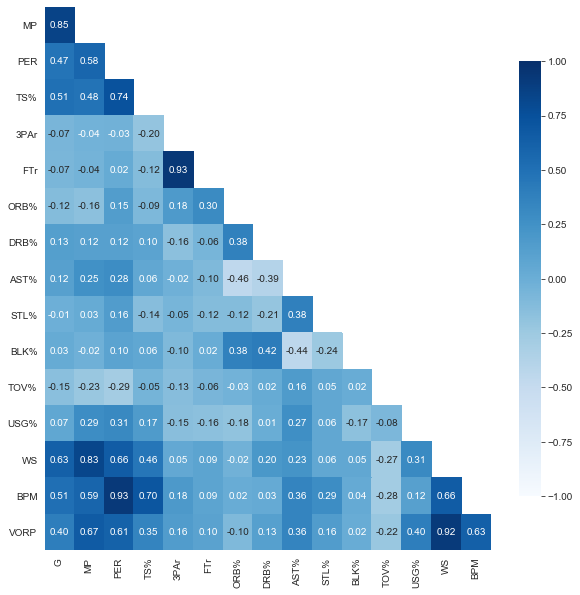 MP 0.85
PER 0.47 0.58
1.00
TS% 0.51 0.48 0.74
0.75
3PAr -0.07 -0.04 -0.03 -0.20
FTr -0.07 -0.04 0.02 -0.12 0.93
0.50
ORB% -0.12 -0.16 0.15 -0.09 0.18 0.30
0.25
DRB% 0.13 0.12 0.12 0.10 -0.16 -0.06 0.38
AST% 0.12 0.25 0.28 0.06 -0.02 -0.10 -0.46 -0.39
0.00
STL% -0.01 0.03 0.16 -0.14 -0.05 -0.12 -0.12 -0.21 0.38
-0.25
BLK% 0.03 -0.02 0.10 0.06 -0.10 0.02 0.38 0.42 -0.44 -0.24
TOV% -0.15 -0.23 -0.29 -0.05 -0.13 -0.06 -0.03 0.02 0.16 0.05 0.02
-0.50
USG% 0.07 0.29 0.31 0.17 -0.15 -0.16 -0.18 0.01 0.27 0.06 -0.17 -0.08
-0.75
WS 0.63 0.83 0.66 0.46 0.05 0.09 -0.02 0.20 0.23 0.06 0.05 -0.27 0.31
BPM 0.51 0.59 0.93 0.70 0.18 0.09 0.02 0.03 0.36 0.29 0.04 -0.28 0.12 0.66
-1.00
VORP 0.40 0.67 0.61 0.35 0.16 0.10 -0.10 0.13 0.36 0.16 0.02 -0.22 0.40 0.92 0.63
G MP PER TS% 3PAr FTr ORB% DRB% AST% STL% BLK% TOV% USG% WS BPM